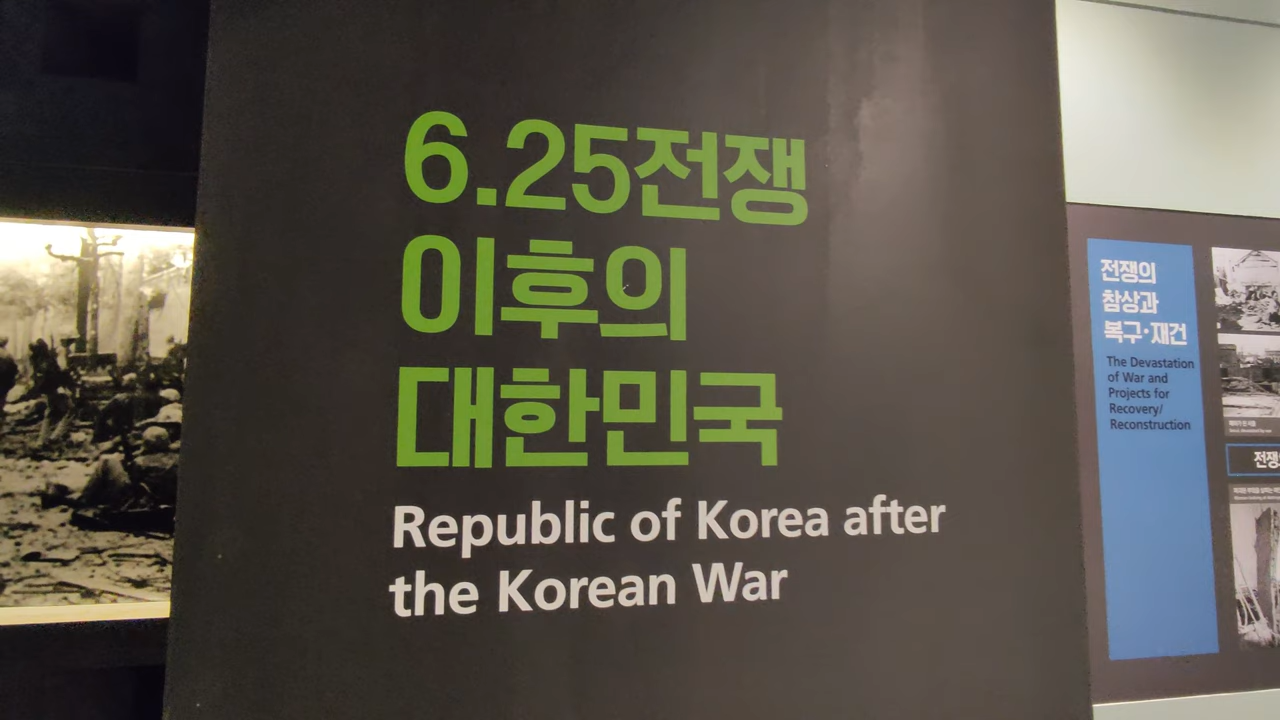 6.25전쟁
이후의
대한민국
Republic of Korea after
the Korean War
전쟁의
참상과
복구·재건
The Devastation
of War and
Projects for
Recovery/
Reconstruction